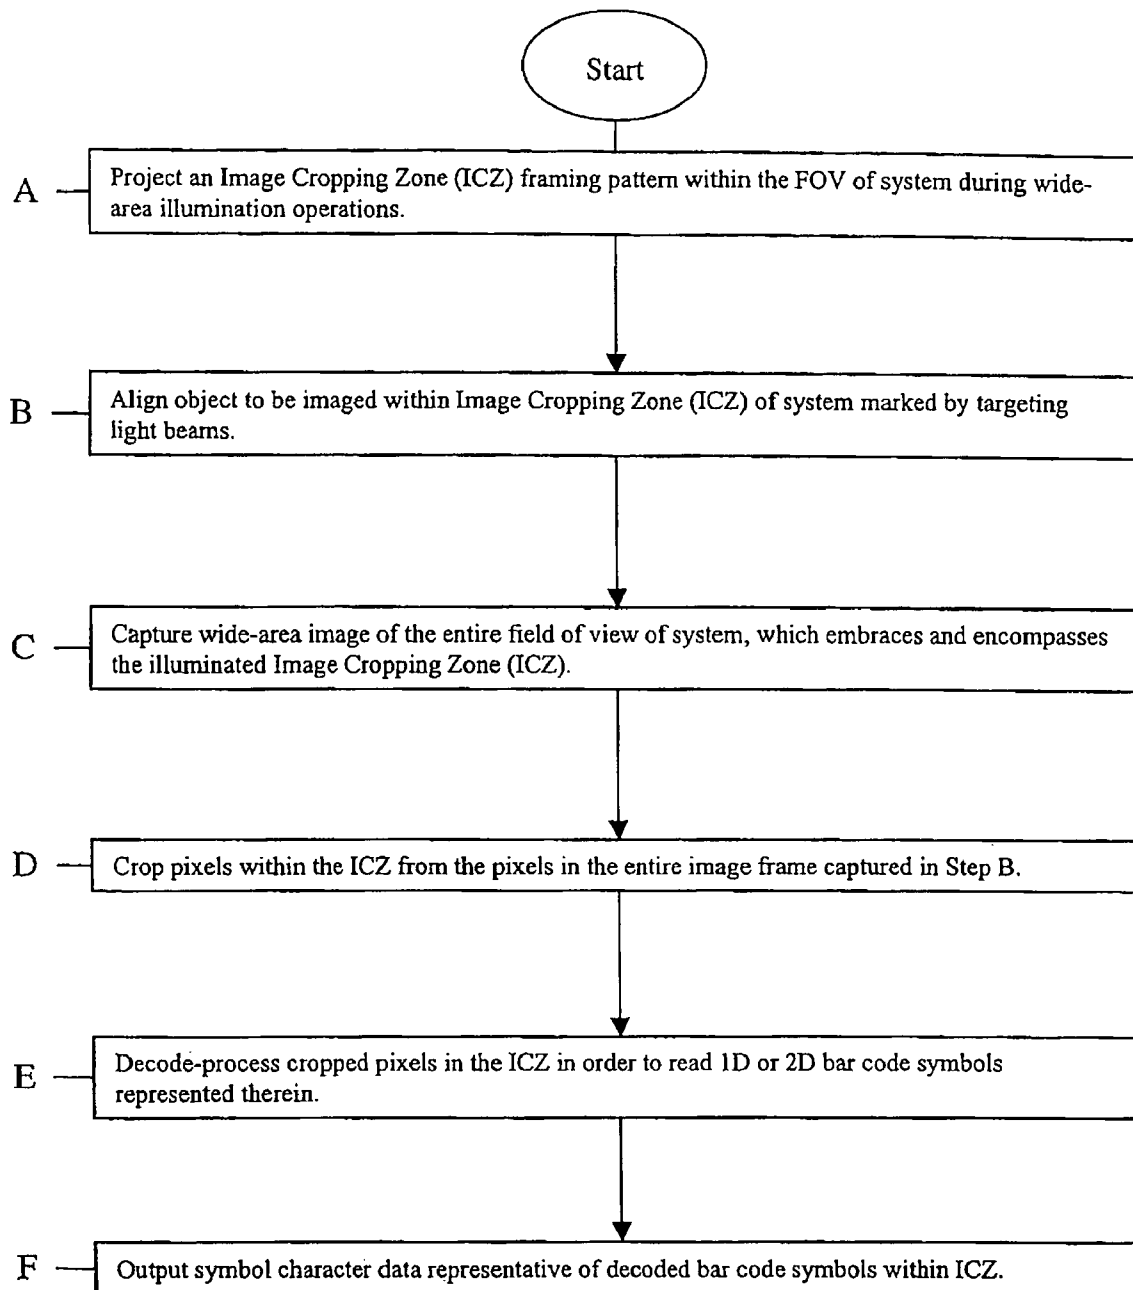 Start
A
Project an Image Cropping Zone (ICZ) framing pattern within the FOV of system during wide-
area illumination operations.
B
Align object to be imaged within Image Cropping Zone (ICZ) of system marked by targeting
light beams.
C
Capture wide-area image of the entire field of view of system, which embraces and encompasses
the illuminated Image Cropping Zone (ICZ).
D
Crop pixels within the ICZ from the pixels in the entire image frame captured in Step B.
E
Decode-process cropped pixels in the ICZ in order to read 1D or 2D bar code symbols
represented therein.
F
Output symbol character data representative of decoded bar code symbols within ICZ.